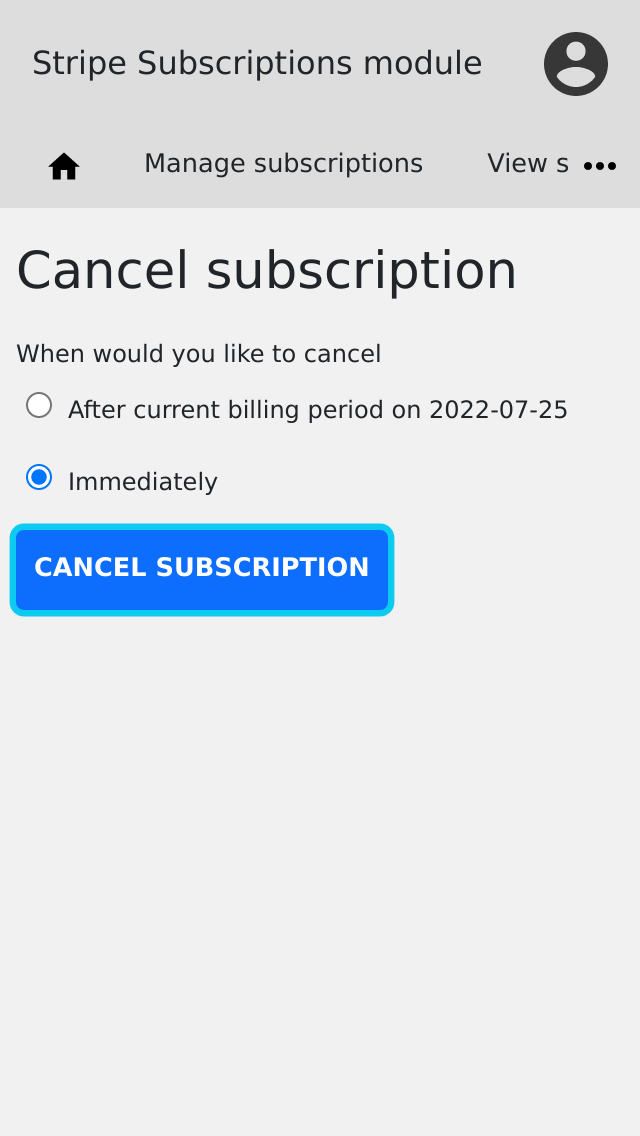 Stripe Subscriptions module
Manage subscriptions View s
Cancel subscription
When would you like to cancel
After current billing period on 2022-07-25
Immediately
CANCEL SUBSCRIPTION